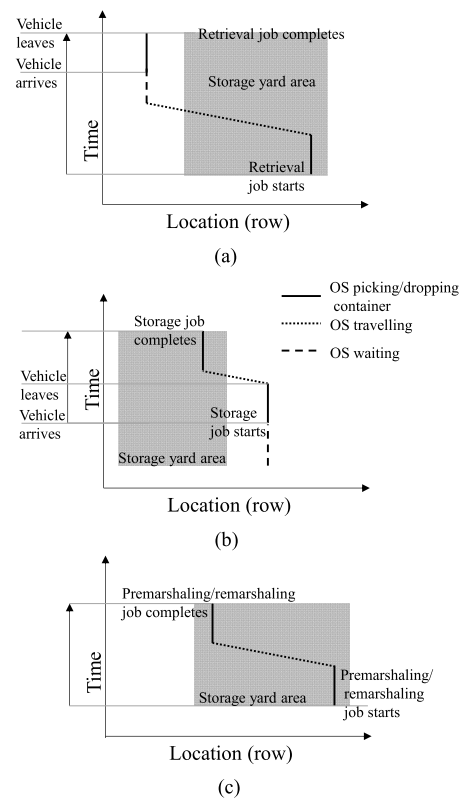 Vehicle
leaves
Retrieval job completes
Vehicle
arrives
Storage yard area
Time
Retrieval
job starts
Location (row)
(a)
OS picking/dropping
container
OS travelling
OS waiting
Storage job
completes
Vehicle
leaves
Time
Vehicle
arrives
Storage
job starts
Storage yard area
Location (row)
(b)
Premarshaling/remarshaling
job completes
Time
Premarshaling/
remarshaling
job starts
Storage yard area
Location (row)
(c)